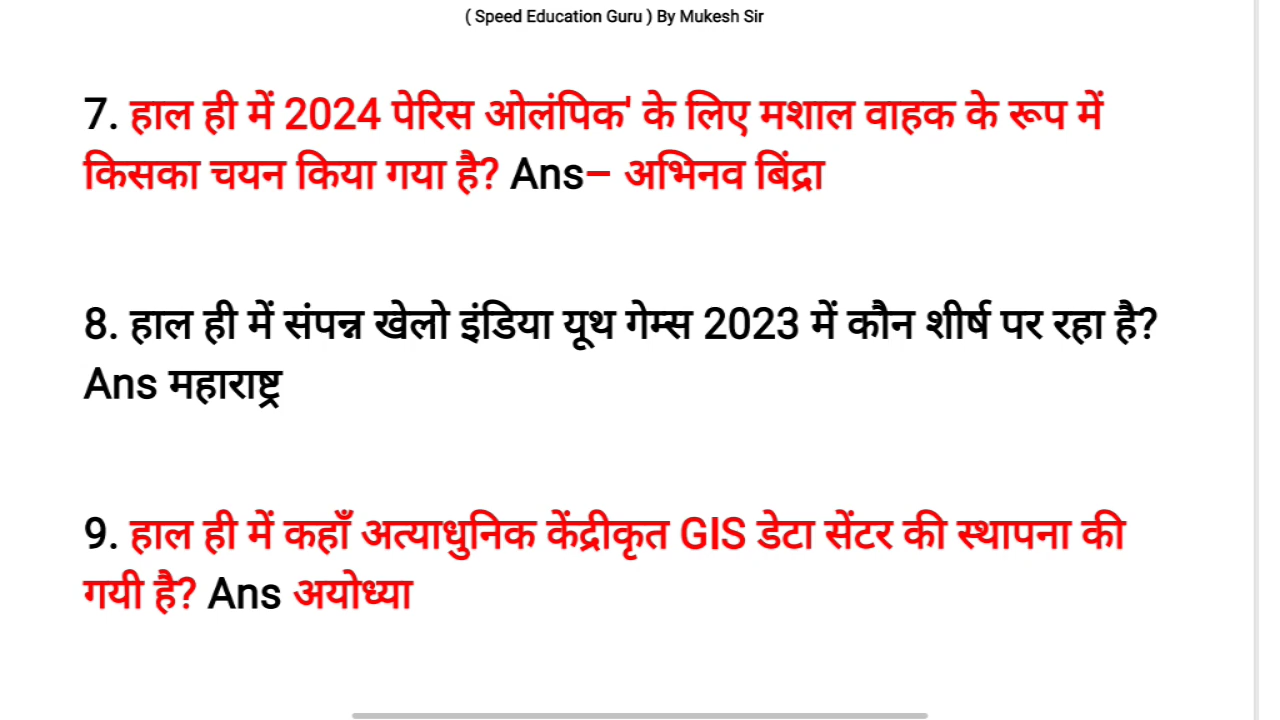 ( Speed Education Guru ) By Mukesh Sir
7. हाल ही में 2024 पेरिस ओलंपिक' के लिए मशाल वाहक के रूप में
किसका चयन किया गया है? Ans– अभिनव बिंद्रा
8. हाल ही में संपन्न खेलो इंडिया यूथ गेम्स 2023 में कौन शीर्ष पर रहा है?
Ans महाराष्ट्र
9. हाल ही में कहाँ अत्याधुनिक केंद्रीकृत GIS डेटा सेंटर की स्थापना की
गयी है? Ans अयोध्या